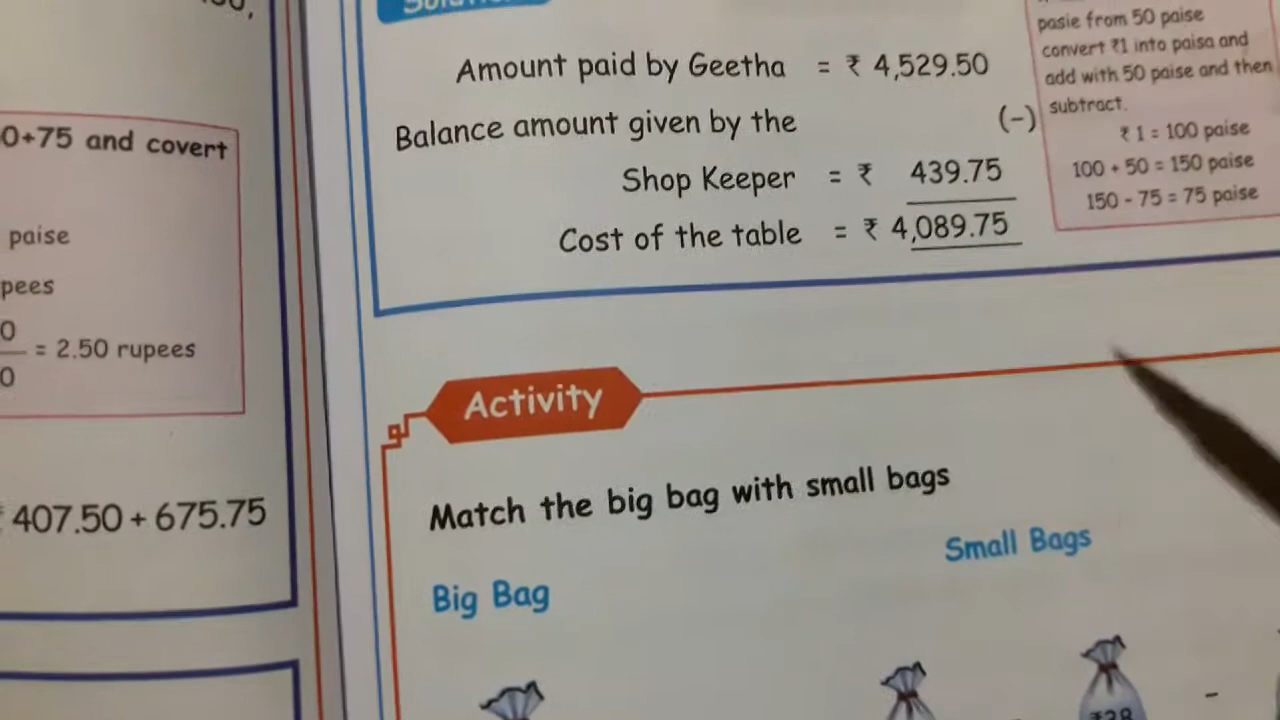 0+75 and covert
paise
pees
0
= 2.50 rupees
0
₹ 407.50 + 675.75
Amount paid by Geetha = ₹ 4,529.50
Balance amount given by the (-)
Shop Keeper = ₹ 439.75
Cost of the table = ₹ 4,089.75
pasie from 50 paise
convert ₹1 into paisa and
add with 50 paise and then
subtract.
₹ 1 = 100 paise
100 + 50 = 150 paise
150 - 75 = 75 paise
Activity
Match the big bag with small bags
Big Bag
Small Bags